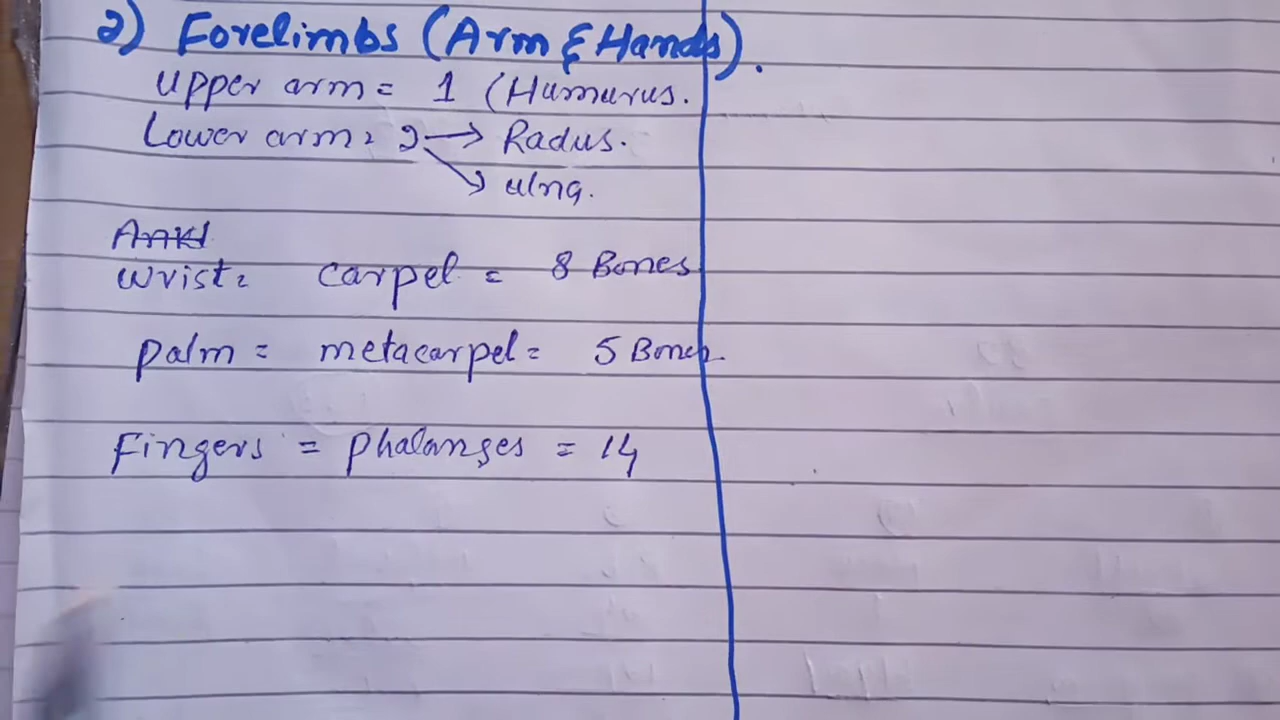 2) Forelimbs (Arm & Hands).
Upper arm = 1 (Humurus.
Lower arm = 2 → Radus.
→ ulna.
Ankl
wrist = carpel = 8 Bones
palm = metacarpel = 5 Bones
Fingers = phalanges = 14